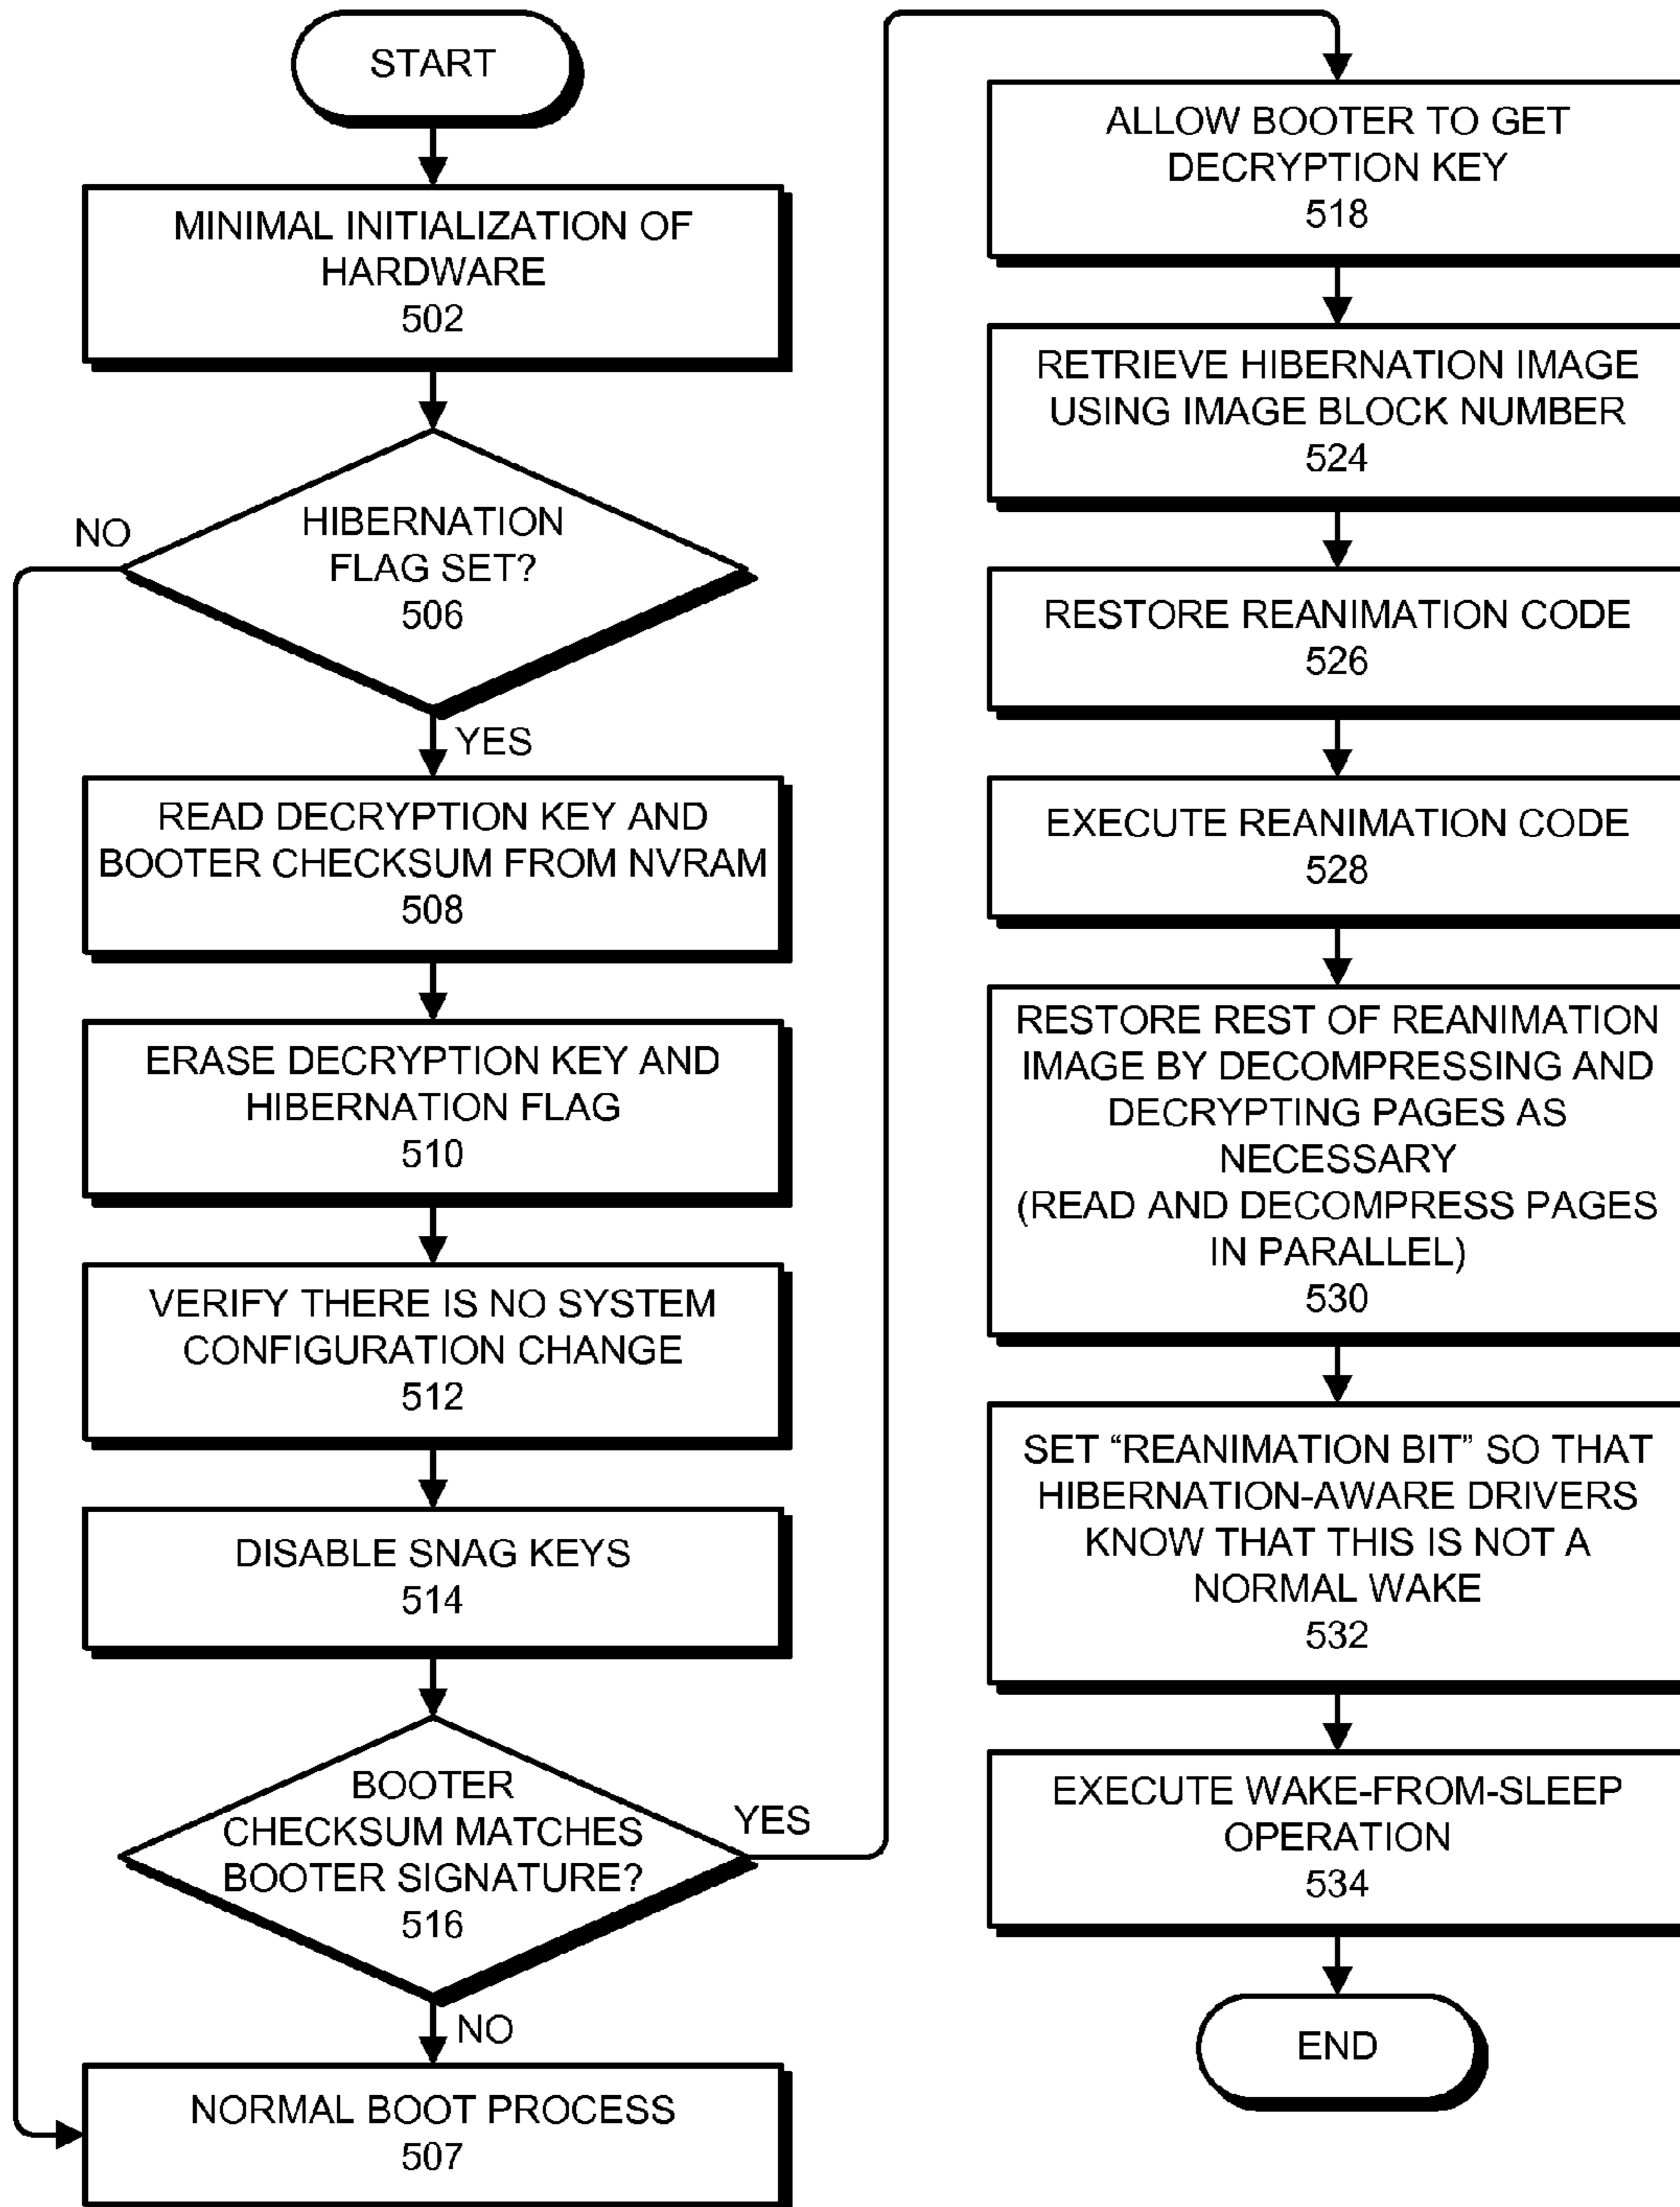 START
MINIMAL INITIALIZATION OF
HARDWARE
502
HIBERNATION
FLAG SET?
506
NO
YES
READ DECRYPTION KEY AND
BOOTER CHECKSUM FROM NVRAM
508
ERASE DECRYPTION KEY AND
HIBERNATION FLAG
510
VERIFY THERE IS NO SYSTEM
CONFIGURATION CHANGE
512
DISABLE SNAG KEYS
514
BOOTER
CHECKSUM MATCHES
BOOTER SIGNATURE?
516
YES
NO
NORMAL BOOT PROCESS
507
ALLOW BOOTER TO GET
DECRYPTION KEY
518
RETRIEVE HIBERNATION IMAGE
USING IMAGE BLOCK NUMBER
524
RESTORE REANIMATION CODE
526
EXECUTE REANIMATION CODE
528
RESTORE REST OF REANIMATION
IMAGE BY DECOMPRESSING AND
DECRYPTING PAGES AS
NECESSARY
(READ AND DECOMPRESS PAGES
IN PARALLEL)
530
SET “REANIMATION BIT” SO THAT
HIBERNATION-AWARE DRIVERS
KNOW THAT THIS IS NOT A
NORMAL WAKE
532
EXECUTE WAKE-FROM-SLEEP
OPERATION
534
END